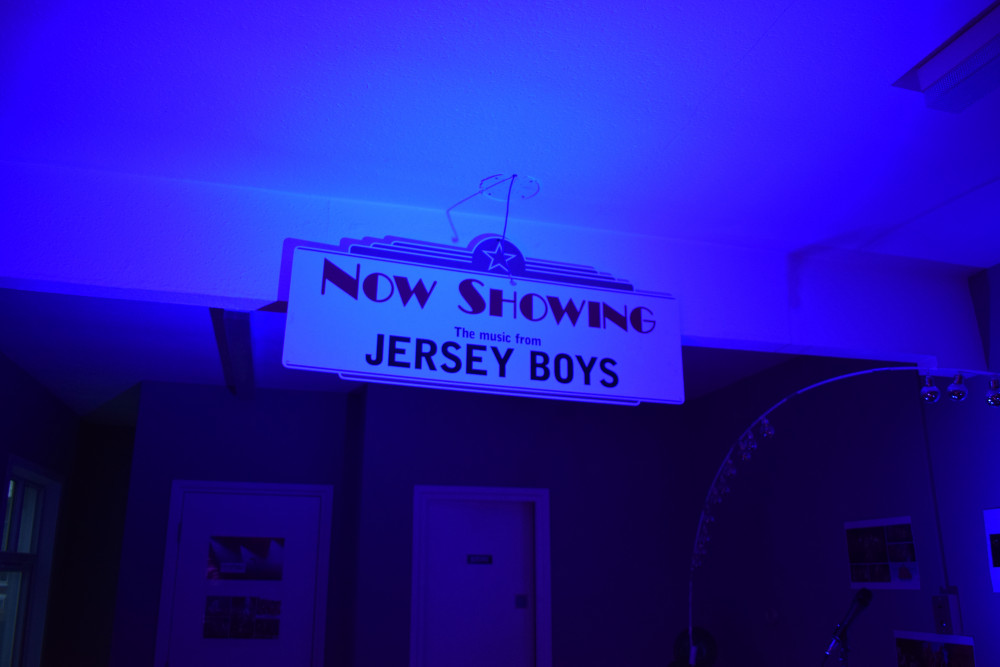 Now Showing
The music from
JERSEY BOYS